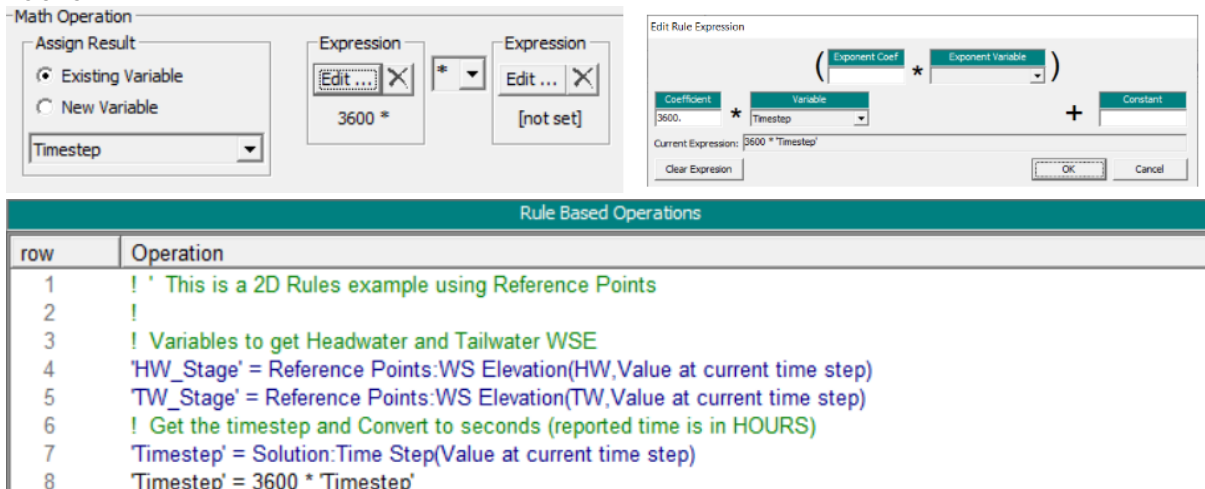 Math Operation
Assign Result
Existing Variable
New Variable
Timestep
Expression
Edit ...
3600 *
*
Expression
Edit ...
[not set]
Edit Rule Expression
( Exponent Coef * Exponent Variable )
Coefficient Variable Constant
3600. * Timestep +
Current Expression: 3600 * 'Timestep'
Clear Expresion OK Cancel
Rule Based Operations
row Operation
1 ! ' This is a 2D Rules example using Reference Points
2 !
3 ! Variables to get Headwater and Tailwater WSE
4 'HW_Stage' = Reference Points:WS Elevation(HW,Value at current time step)
5 'TW_Stage' = Reference Points:WS Elevation(TW,Value at current time step)
6 ! Get the timestep and Convert to seconds (reported time is in HOURS)
7 'Timestep' = Solution:Time Step(Value at current time step)
8 'Timestep' = 3600 * 'Timestep'